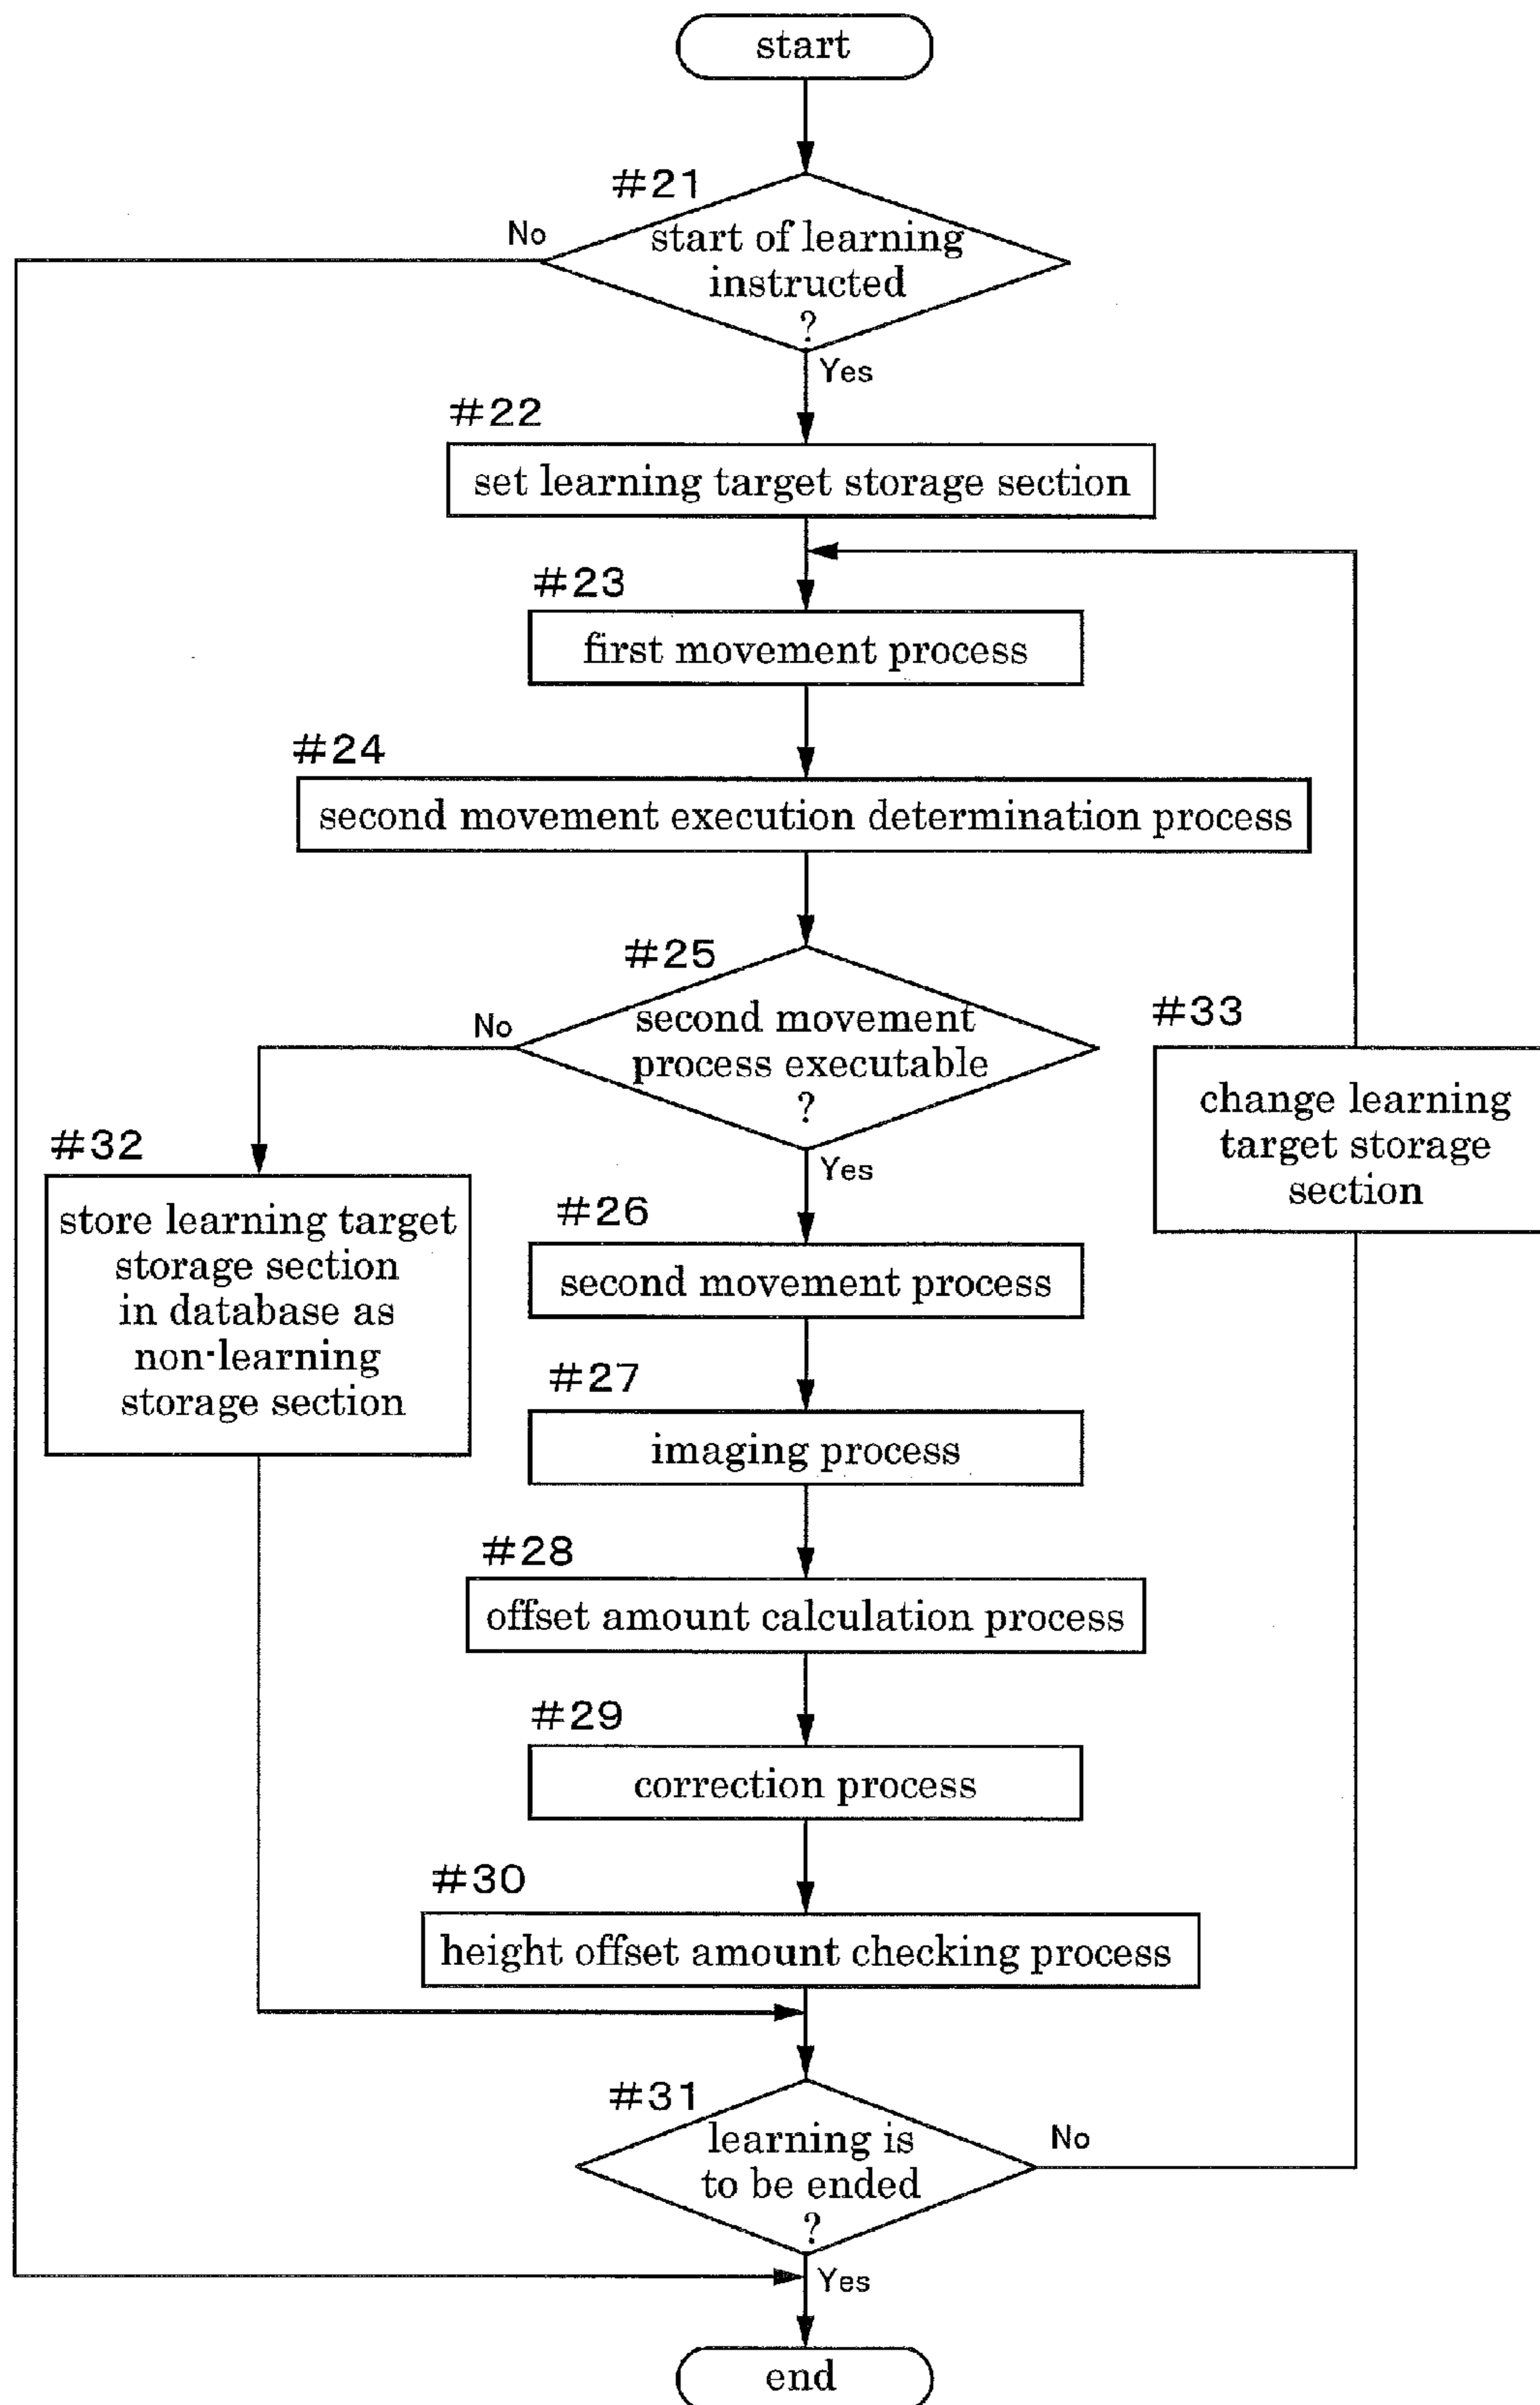 start
#21
No
start of learning
instructed
?
Yes
#22
set learning target storage section
#23
first movement process
#24
second movement execution determination process
#25
No
second movement
process executable
?
Yes
#33
change learning
target storage
section
#32
store learning target
storage section
in database as
non-learning
storage section
#26
second movement process
#27
imaging process
#28
offset amount calculation process
#29
correction process
#30
height offset amount checking process
#31
learning is
to be ended
?
No
Yes
end